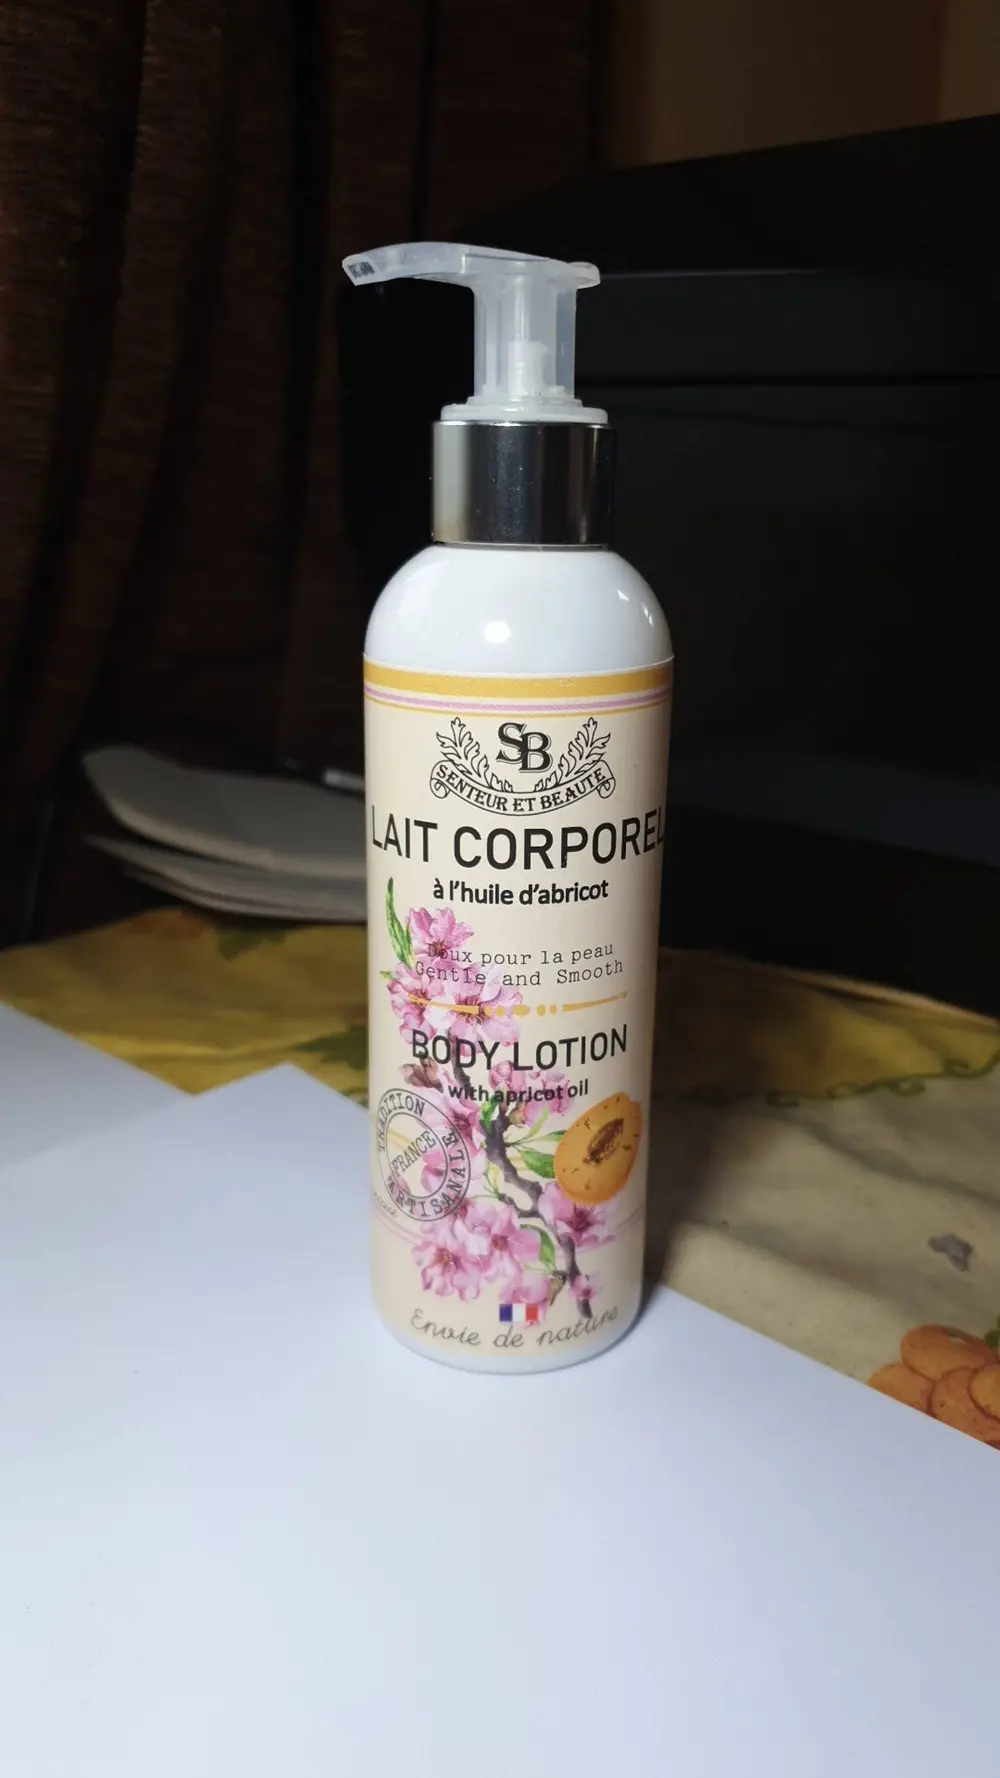 SB
SENTEUR ET BEAUTE
LAIT CORPOREL
à l'huile d'abricot
Doux pour la peau
Gentle and Smooth
BODY LOTION
with apricot oil
TRADITION
FRANCE
ARTISANALE
Envie de nature